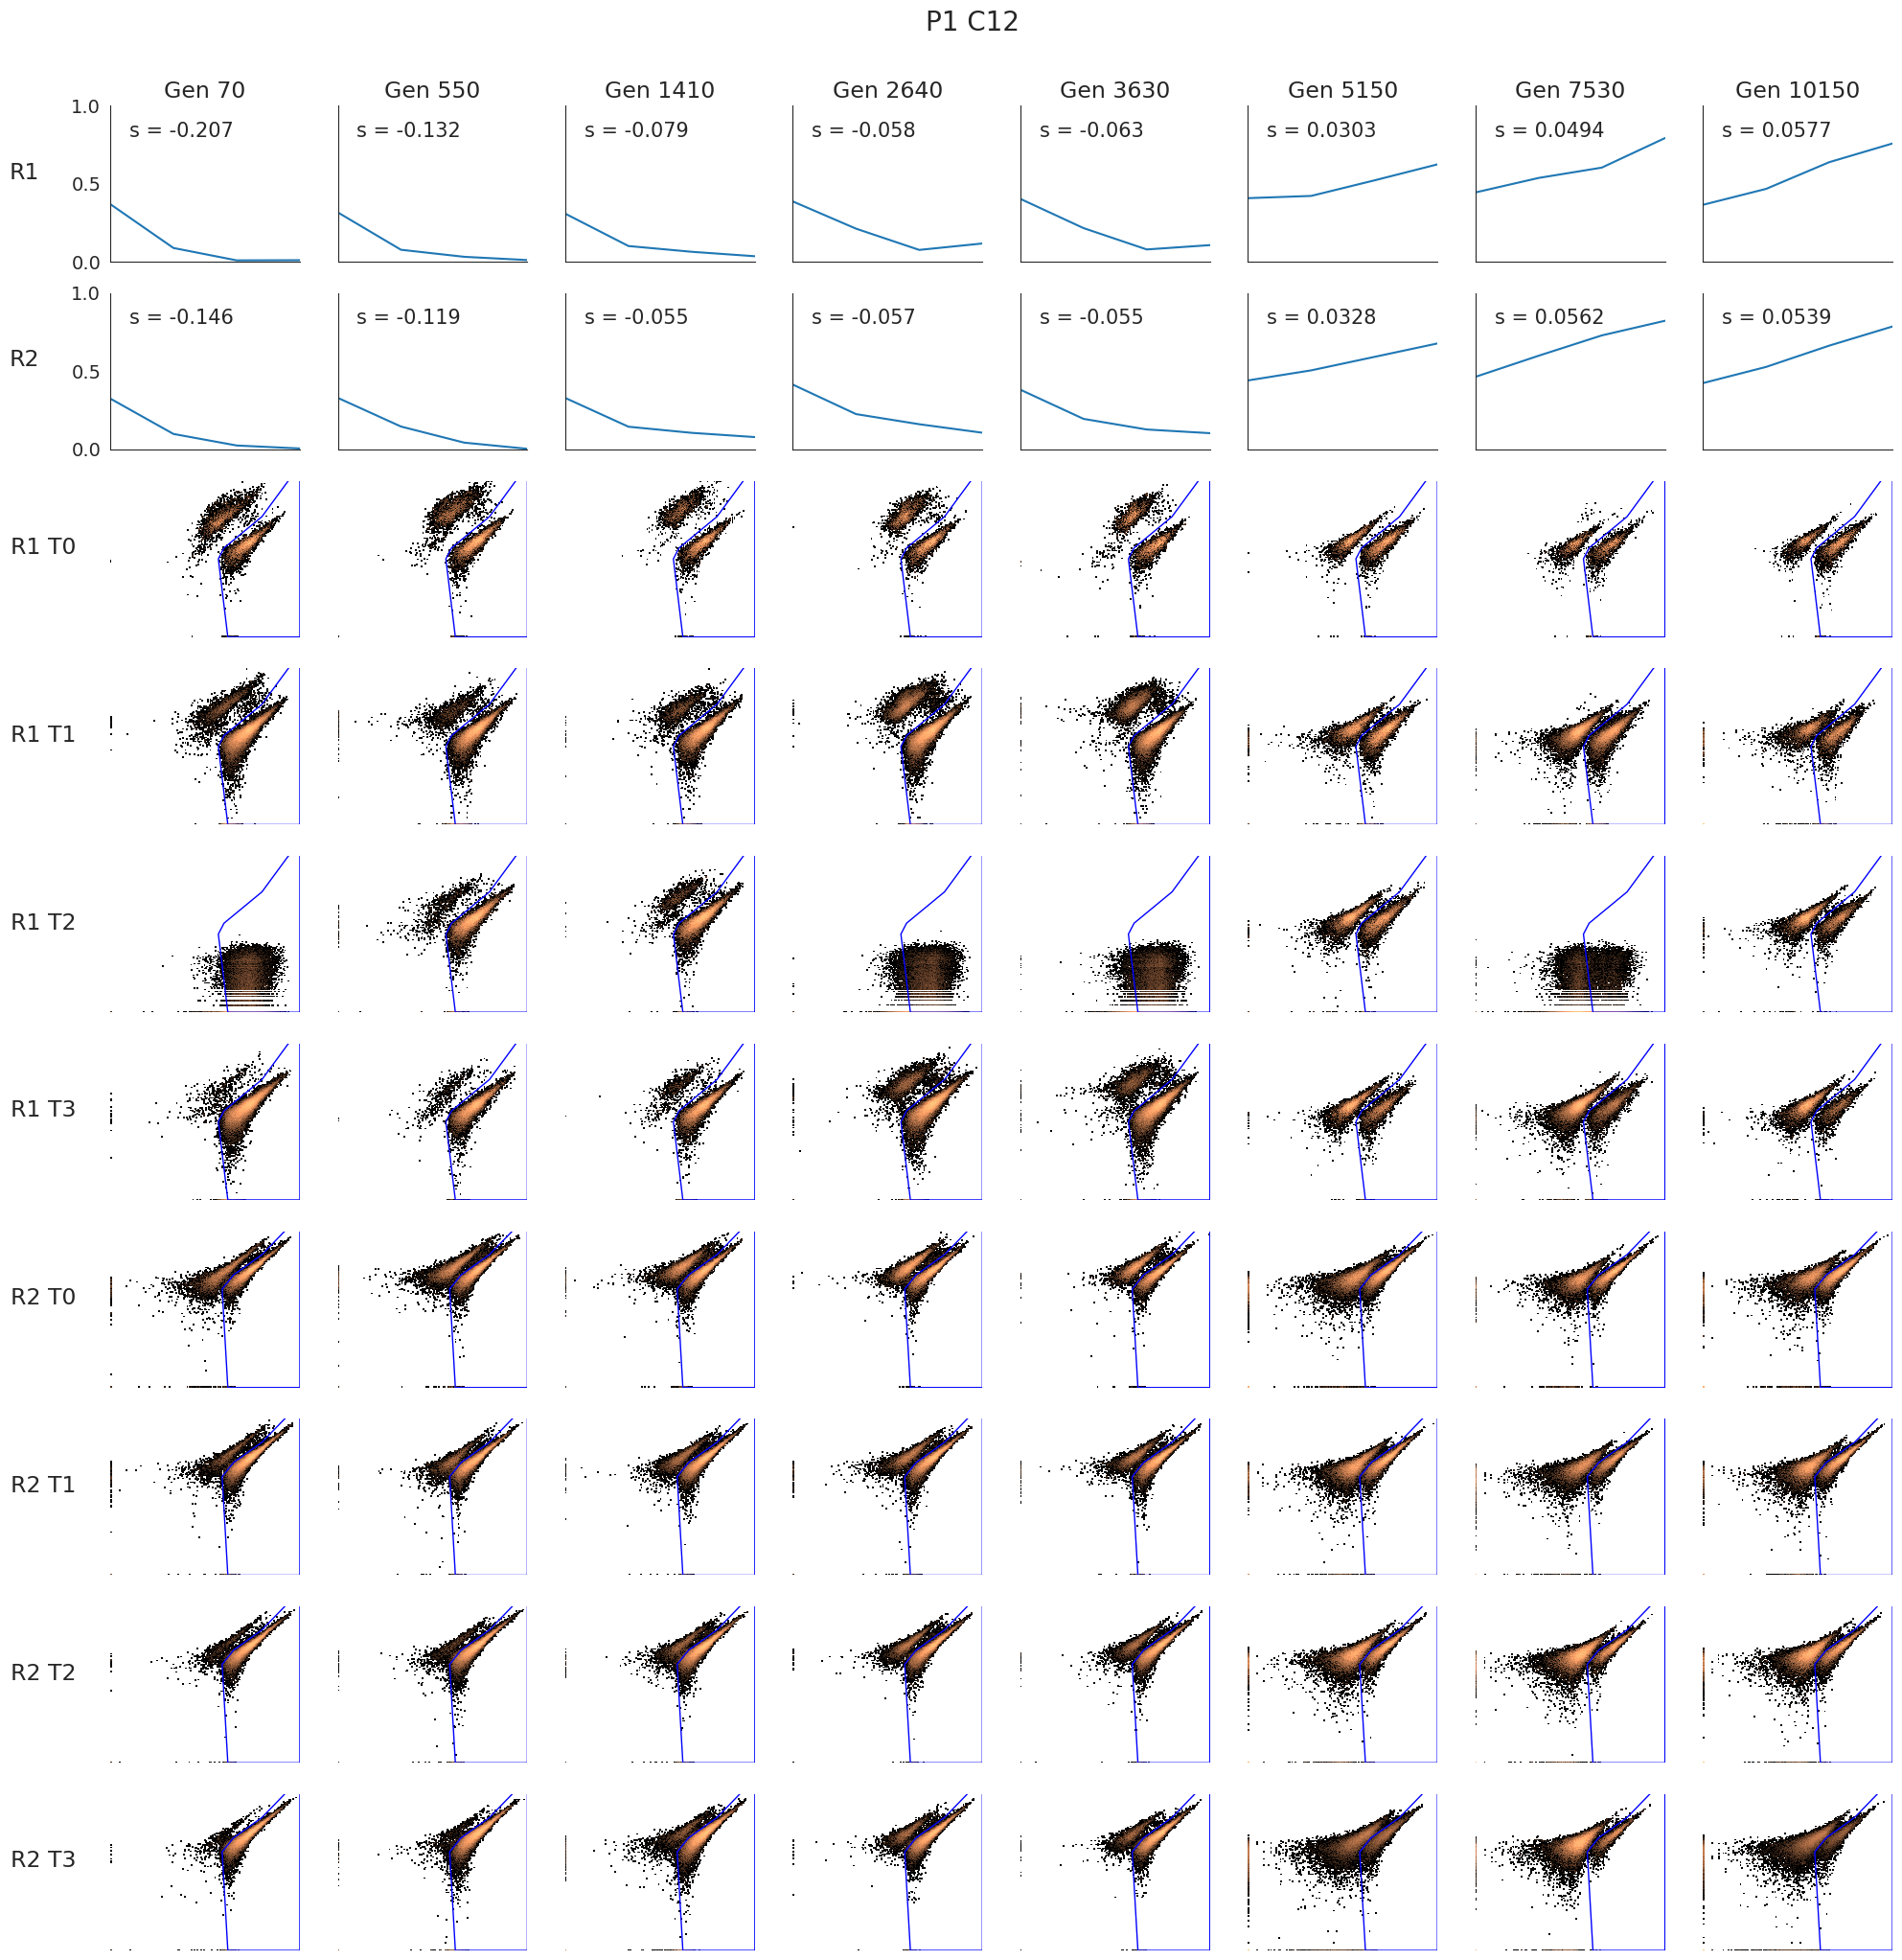 P1 C12
Gen 70 Gen 550 Gen 1410 Gen 2640 Gen 3630 Gen 5150 Gen 7530 Gen 10150
1.0
s = -0.207 s = -0.132 s = -0.079 s = -0.058 s = -0.063 s = 0.0303 s = 0.0494 s = 0.0577
R1
0.5
0.0
1.0
s = -0.146 s = -0.119 s = -0.055 s = -0.057 s = -0.055 s = 0.0328 s = 0.0562 s = 0.0539
R2
0.5
0.0
R1 T0
R1 T1
R1 T2
R1 T3
R2 T0
R2 T1
R2 T2
R2 T3